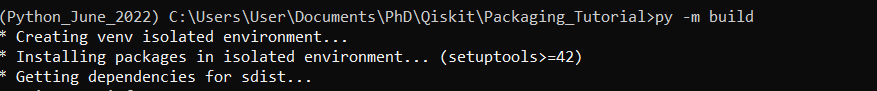 (Python_June_2022) C:\Users\User\Documents\PhD\Qiskit\Packaging_Tutorial>py -m build
* Creating venv isolated environment...
* Installing packages in isolated environment... (setuptools>=42)
* Getting dependencies for sdist...